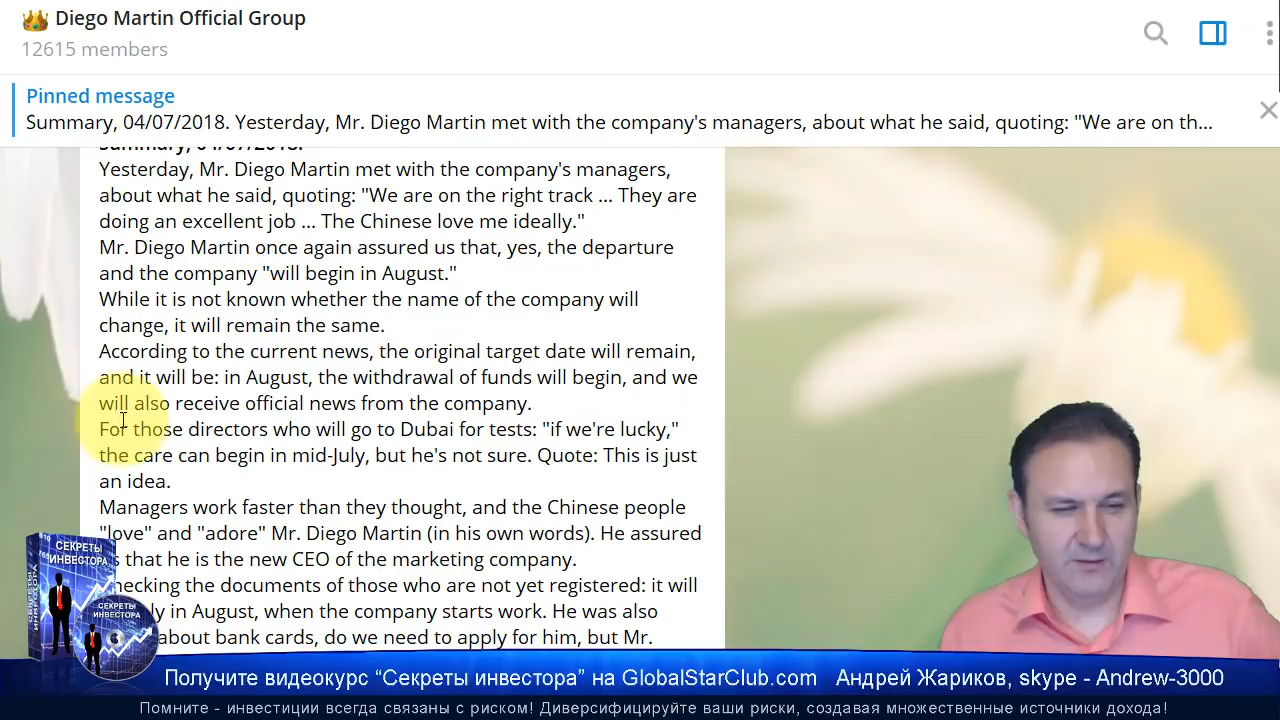 👑 Diego Martin Official Group
12615 members
Pinned message
Summary, 04/07/2018. Yesterday, Mr. Diego Martin met with the company's managers, about what he said, quoting: "We are on th...
Summary, 04/07/2018.
Yesterday, Mr. Diego Martin met with the company's managers,
about what he said, quoting: "We are on the right track ... They are
doing an excellent job ... The Chinese love me ideally."
Mr. Diego Martin once again assured us that, yes, the departure
and the company "will begin in August."
While it is not known whether the name of the company will
change, it will remain the same.
According to the current news, the original target date will remain,
and it will be: in August, the withdrawal of funds will begin, and we
will also receive official news from the company.
For those directors who will go to Dubai for tests: "if we're lucky,"
the care can begin in mid-July, but he's not sure. Quote: This is just
an idea.
Managers work faster than they thought, and the Chinese people
"love" and "adore" Mr. Diego Martin (in his own words). He assured
that he is the new CEO of the marketing company.
the documents of those who are not yet registered: it will
in August, when the company starts work. He was also
about bank cards, do we need to apply for him, but Mr.
СЕКРЕТЫ
ИНВЕСТОРА
СЕКРЕТЫ
ИНВЕСТОРА
Получите видеокурс “Секреты инвестора” на GlobalStarClub.com Андрей Жариков, skype - Andrew-3000
Помните - инвестиции всегда связаны с риском! Диверсифицируйте ваши риски, создавая множественные источники дохода!